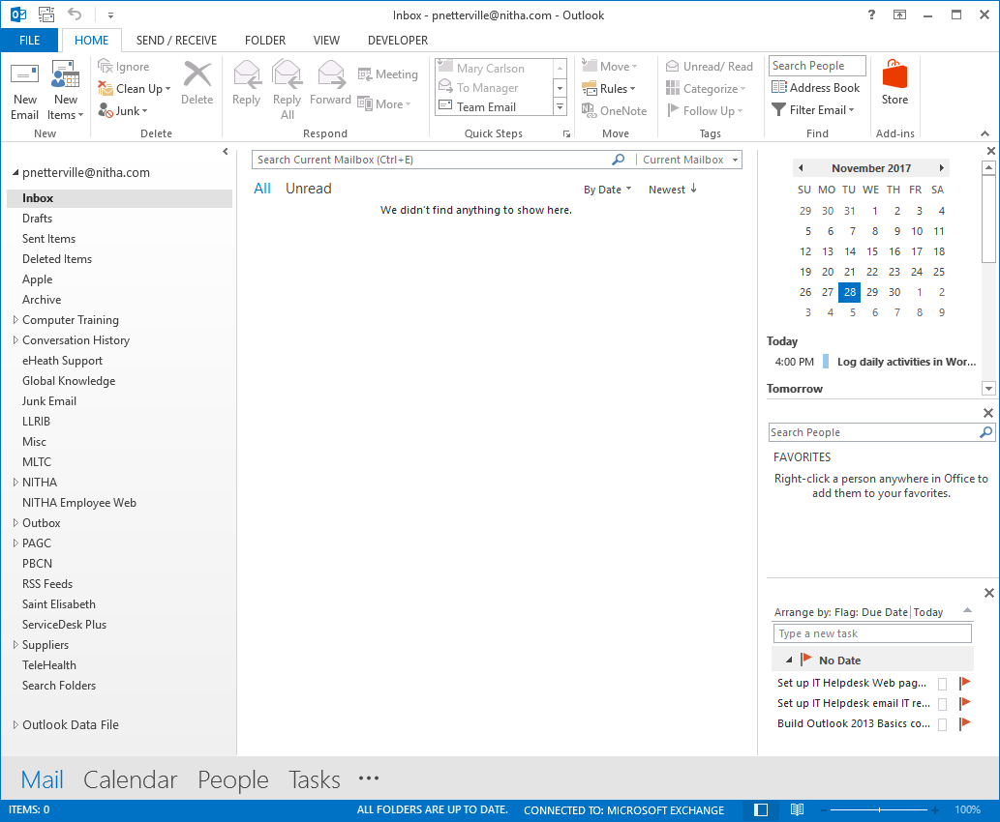 Inbox - pnetterville@nitha.com - Outlook
?
FILE HOME SEND / RECEIVE FOLDER VIEW DEVELOPER
New Email
New Items
New
Ignore
Clean Up
Junk
Delete
Delete
Reply
Reply All
Forward
Meeting
More
Respond
Mary Carlson
To Manager
Team Email
Quick Steps
Move
Rules
OneNote
Move
Unread/ Read
Categorize
Follow Up
Tags
Search People
Address Book
Filter Email
Find
Store
Add-ins
pnetterville@nitha.com
Inbox
Drafts
Sent Items
Deleted Items
Apple
Archive
Computer Training
Conversation History
eHeath Support
Global Knowledge
Junk Email
LLRIB
Misc
MLTC
NITHA
NITHA Employee Web
Outbox
PAGC
PBCN
RSS Feeds
Saint Elisabeth
ServiceDesk Plus
Suppliers
TeleHealth
Search Folders
Outlook Data File
Search Current Mailbox (Ctrl+E) Current Mailbox
All Unread By Date Newest
We didn't find anything to show here.
November 2017
SU MO TU WE TH FR SA
29 30 31 1 2 3 4
5 6 7 8 9 10 11
12 13 14 15 16 17 18
19 20 21 22 23 24 25
26 27 28 29 30 1 2
3 4 5 6 7 8 9
Today
4:00 PM Log daily activities in Wor...
Tomorrow
Search People
FAVORITES
Right-click a person anywhere in Office to
add them to your favorites.
Arrange by: Flag: Due Date Today
Type a new task
No Date
Set up IT Helpdesk Web pag...
Set up IT Helpdesk email IT re...
Build Outlook 2013 Basics co...
Mail Calendar People Tasks ...
ITEMS: 0 ALL FOLDERS ARE UP TO DATE. CONNECTED TO: MICROSOFT EXCHANGE 100%